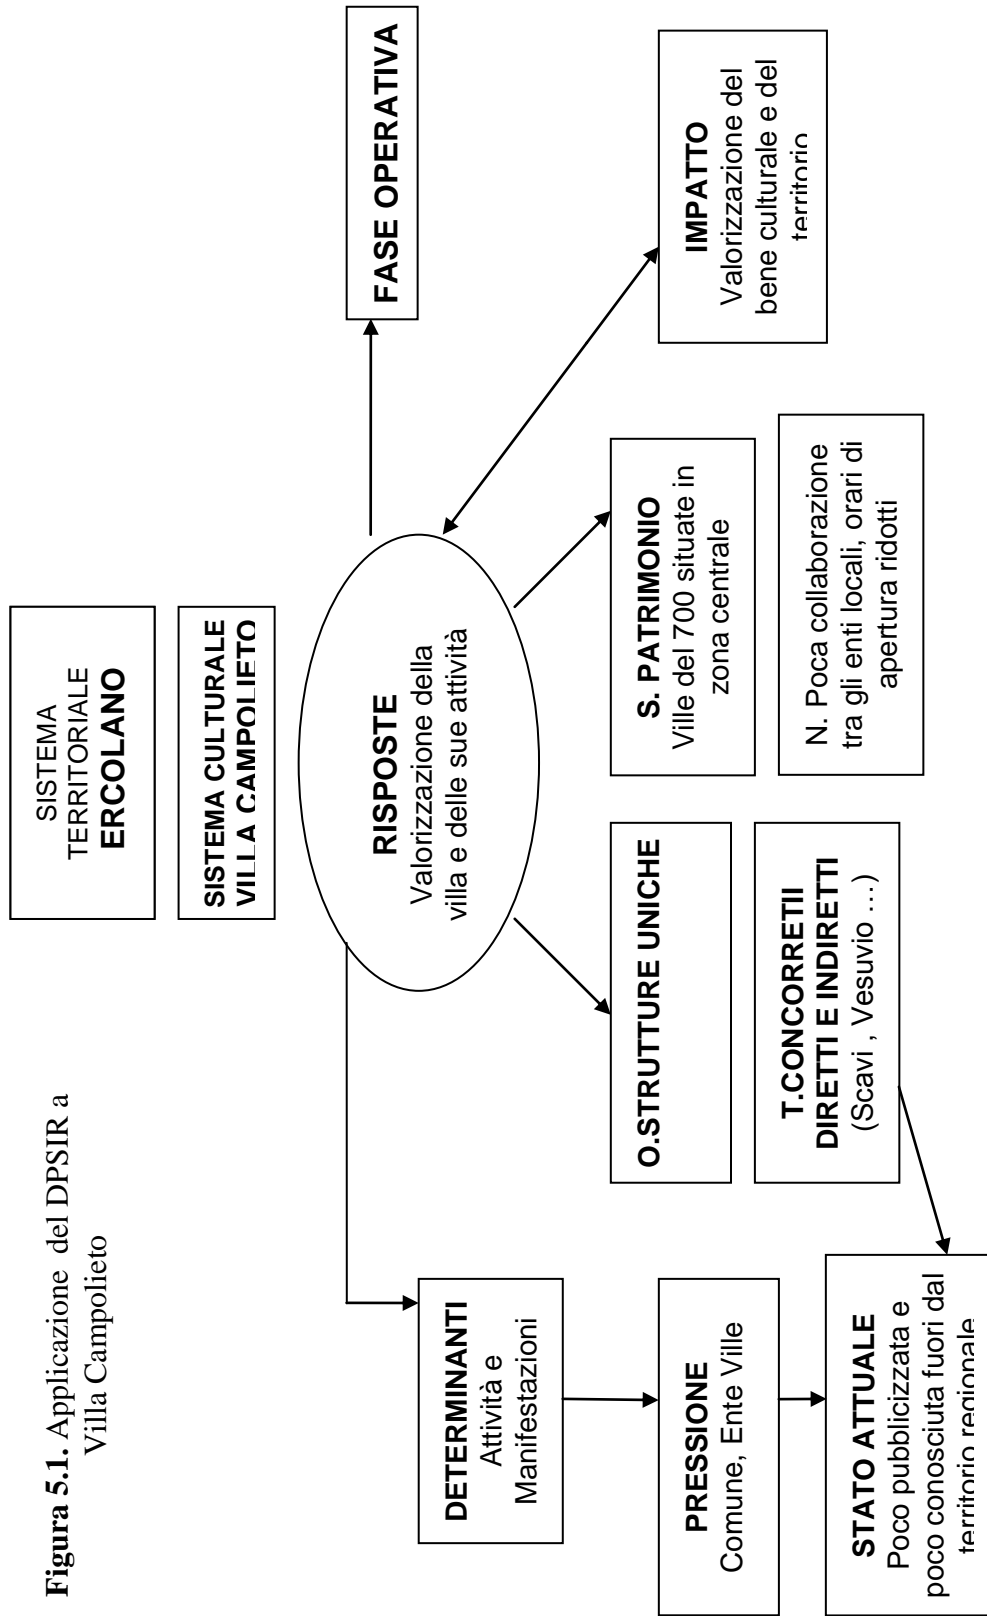 Figura 5.1. Applicazione del DPSIR a
Villa Campolieto
SISTEMA
TERRITORIALE
ERCOLANO
SISTEMA CULTURALE
VILLA CAMPOLIETO
RISPOSTE
Valorizzazione della
villa e delle sue attività
FASE OPERATIVA
DETERMINANTI
Attività e
Manifestazioni
PRESSIONE
Comune, Ente Ville
STATO ATTUALE
Poco pubblicizzata e
poco conosciuta fuori dal
territorio regionale
O.STRUTTURE UNICHE
T.CONCORRETII
DIRETTI E INDIRETTI
(Scavi , Vesuvio …)
S. PATRIMONIO
Ville del 700 situate in
zona centrale
N. Poca collaborazione
tra gli enti locali, orari di
apertura ridotti
IMPATTO
Valorizzazione del
bene culturale e del
territorio